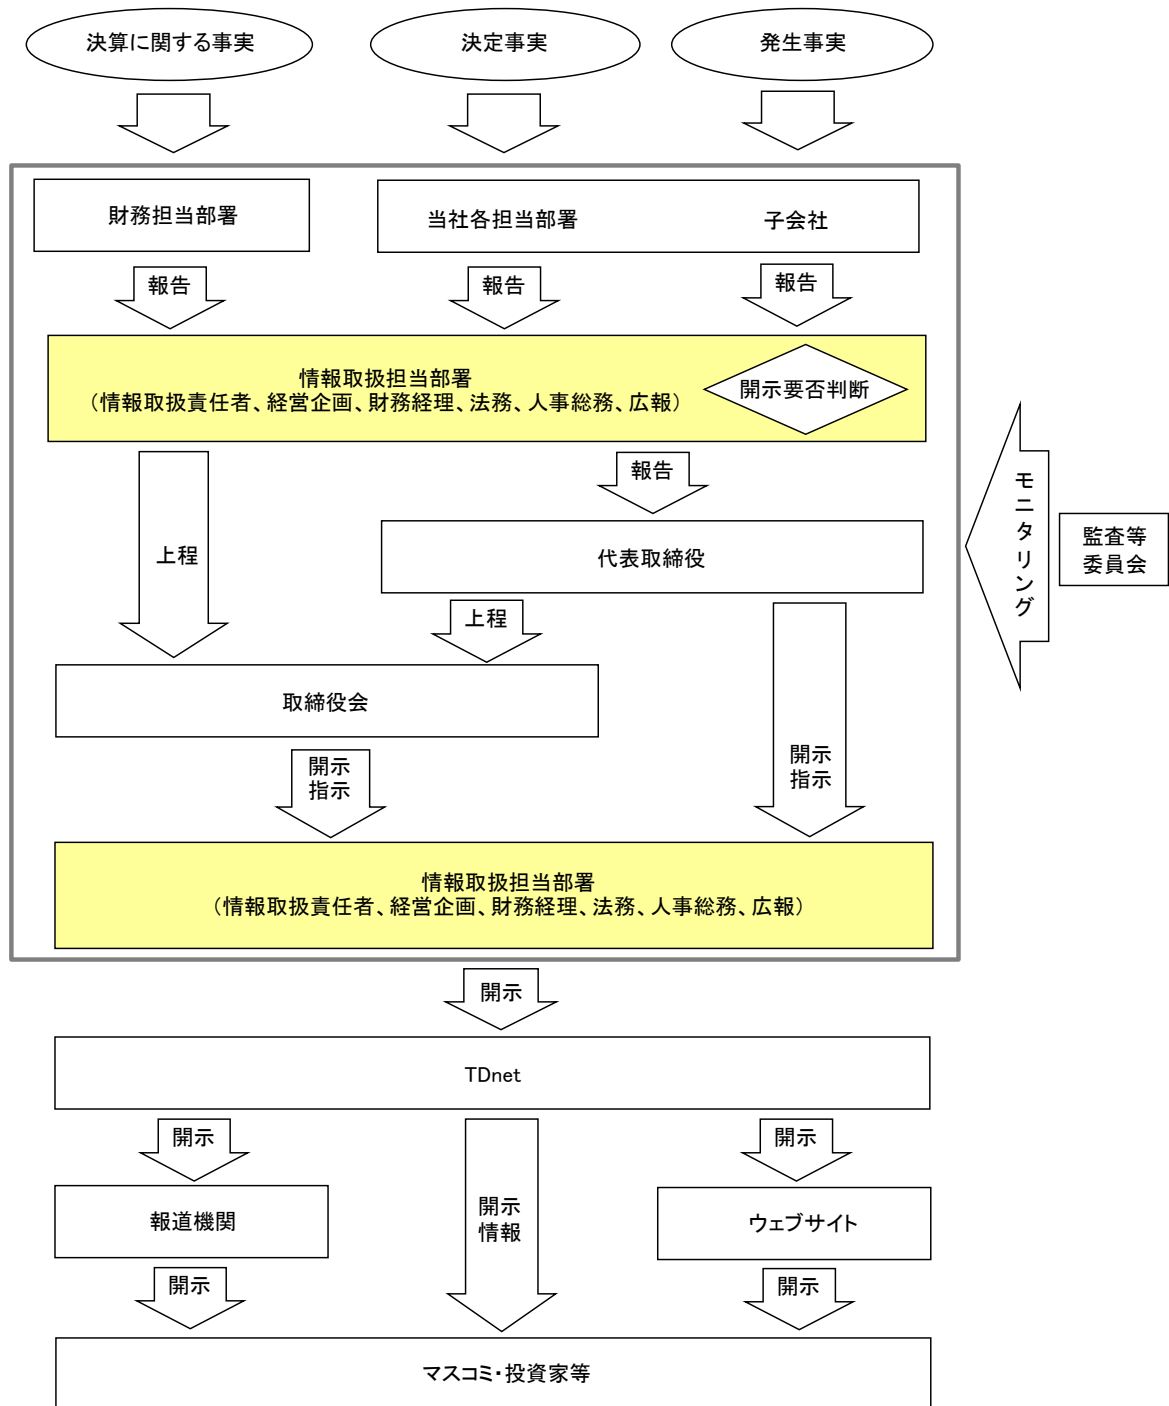 決算に関する事実
決定事実
発生事実
財務担当部署
当社各担当部署
子会社
報告
報告
報告
情報取扱担当部署
（情報取扱責任者、経営企画、財務経理、法務、人事総務、広報）
開示要否判断
報告
上程
代表取締役
上程
取締役会
開示
指示
開示
指示
モニタリング
監査等
委員会
情報取扱担当部署
（情報取扱責任者、経営企画、財務経理、法務、人事総務、広報）
開示
TDnet
開示
開示
報道機関
開示
情報
ウェブサイト
開示
開示
マスコミ・投資家等